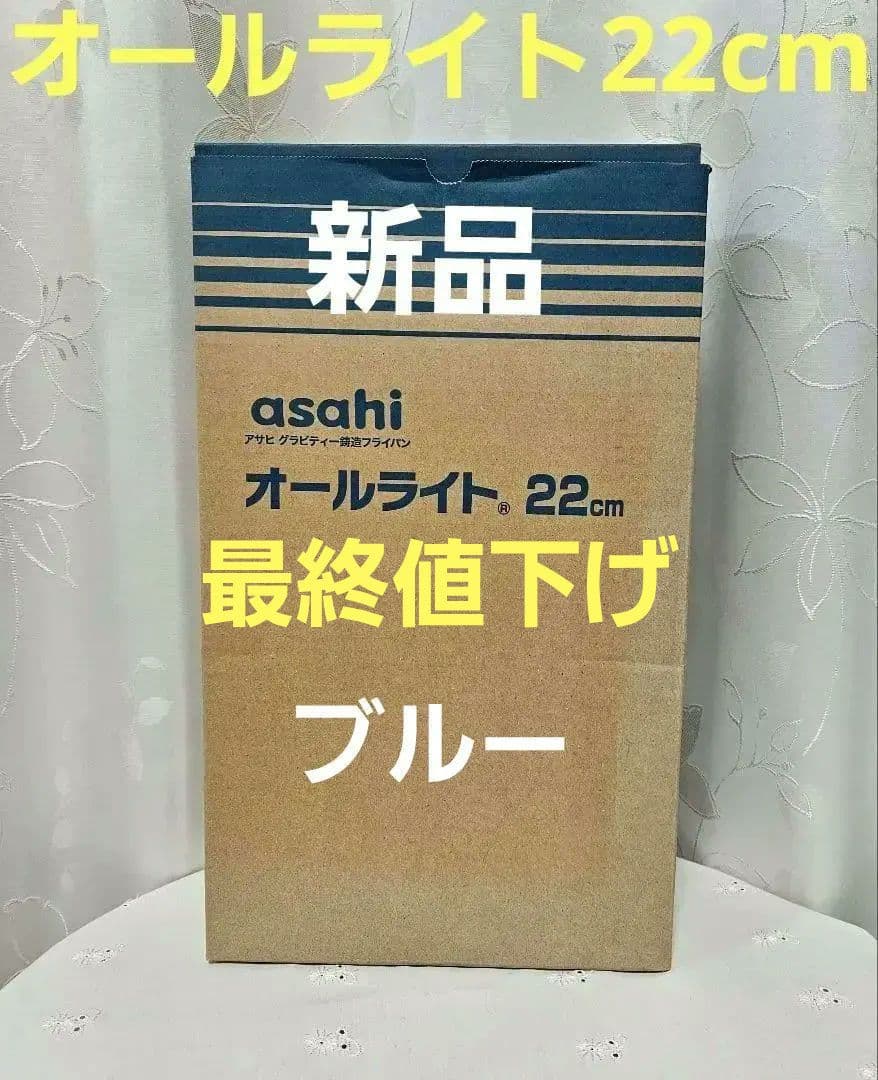 オールライト22cm
新品
asahi
アサヒ グラビティー鋳造フライパン
オールライト® 22cm
最終値下げ
ブルー